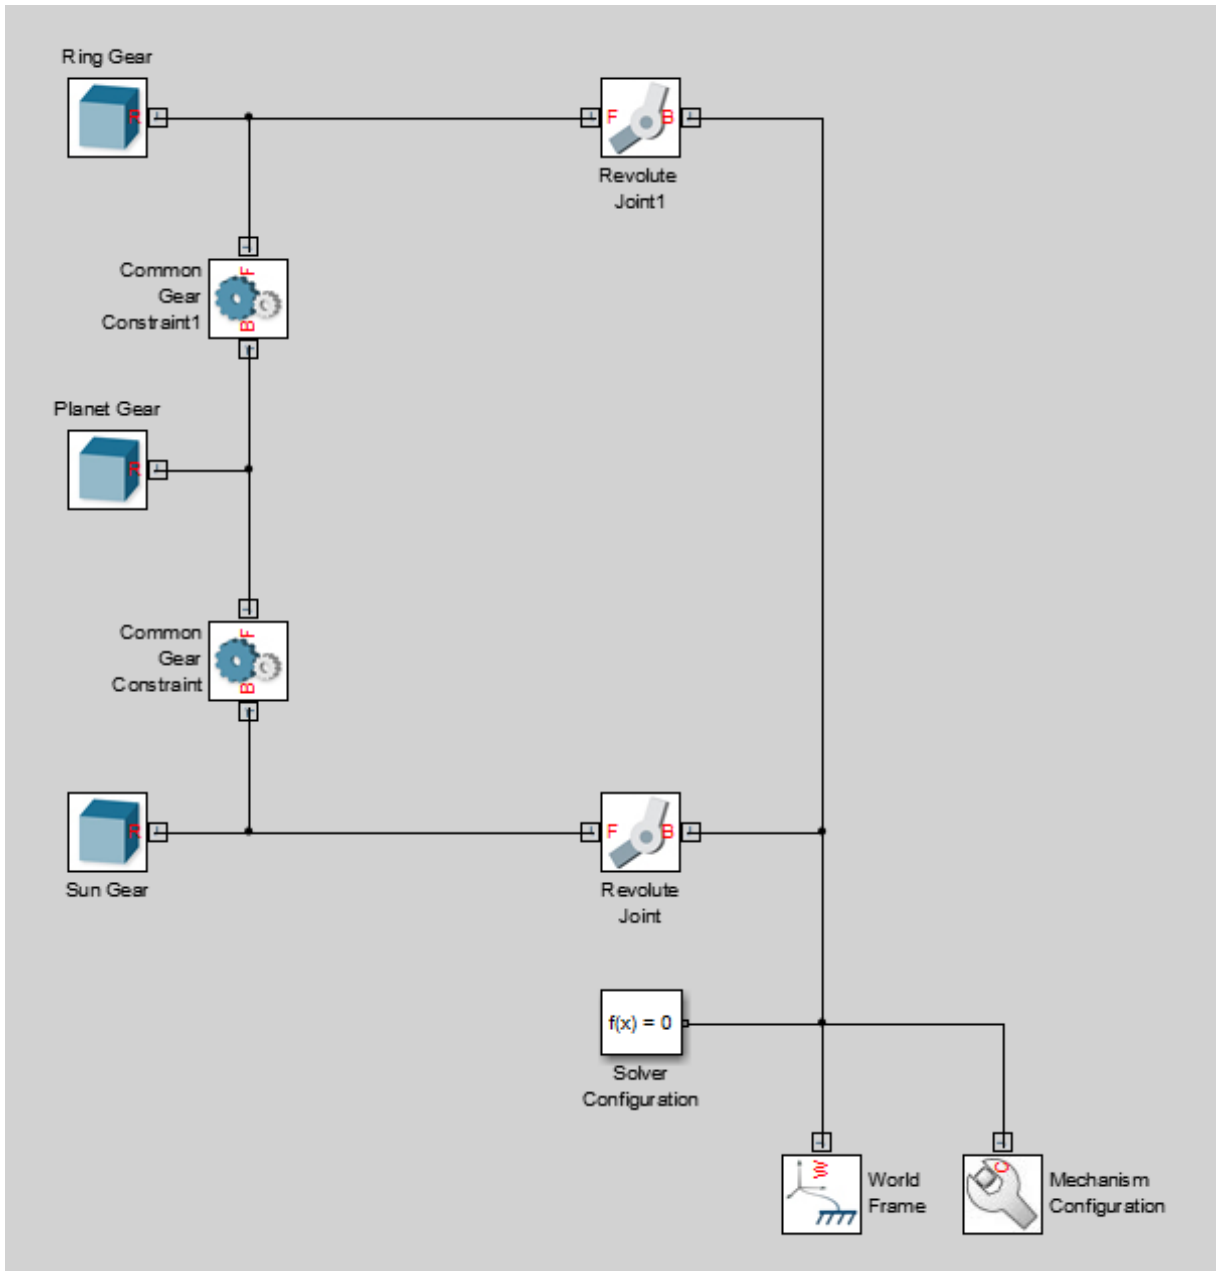 Ring Gear
R
F
B
Revolute
Joint1
Common
Gear
Constraint1
F
B
Planet Gear
R
Common
Gear
Constraint
F
B
R
Sun Gear
F
B
Revolute
Joint
f(x) = 0
Solver
Configuration
W
World
Frame
C
Mechanism
Configuration